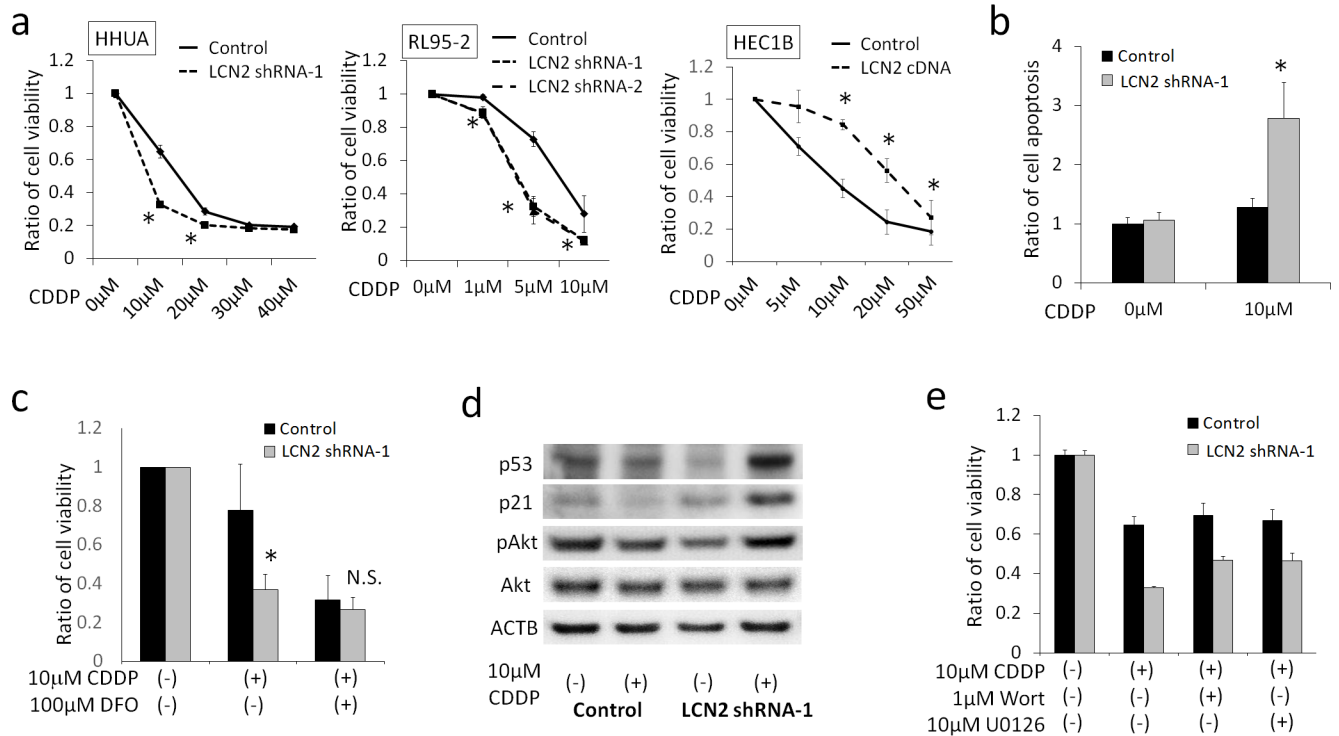 a
HHUA
Control
LCN2 shRNA-1
Ratio of cell viability
1.2
1
0.8
0.6
0.4
0.2
0
CDDP
0µM
10µM
20µM
30µM
40µM
*
*
RL95-2
Control
LCN2 shRNA-1
LCN2 shRNA-2
Ratio of cell viability
1.2
1
0.8
0.6
0.4
0.2
0
CDDP
0µM 1µM 5µM 10µM
*
*
*
HEC1B
Control
LCN2 cDNA
Ratio of cell viability
1.2
1
0.8
0.6
0.4
0.2
0
CDDP
0µM
5µM
10µM
20µM
50µM
*
*
*
b
Control
LCN2 shRNA-1
Ratio of cell apoptosis
4
3
2
1
0
*
CDDP 0µM 10µM
c
Control
LCN2 shRNA-1
Ratio of cell viability
1.2
1
0.8
0.6
0.4
0.2
0
*
N.S.
10µM CDDP (-) (+) (+)
100µM DFO (-) (-) (+)
d
p53
p21
pAkt
Akt
ACTB
10µM
CDDP
(-) (+) (-) (+)
Control LCN2 shRNA-1
e
Control
LCN2 shRNA-1
Ratio of cell viability
1.2
1
0.8
0.6
0.4
0.2
0
10µM CDDP (-) (+) (+) (+)
1µM Wort (-) (-) (+) (-)
10µM U0126 (-) (-) (-) (+)